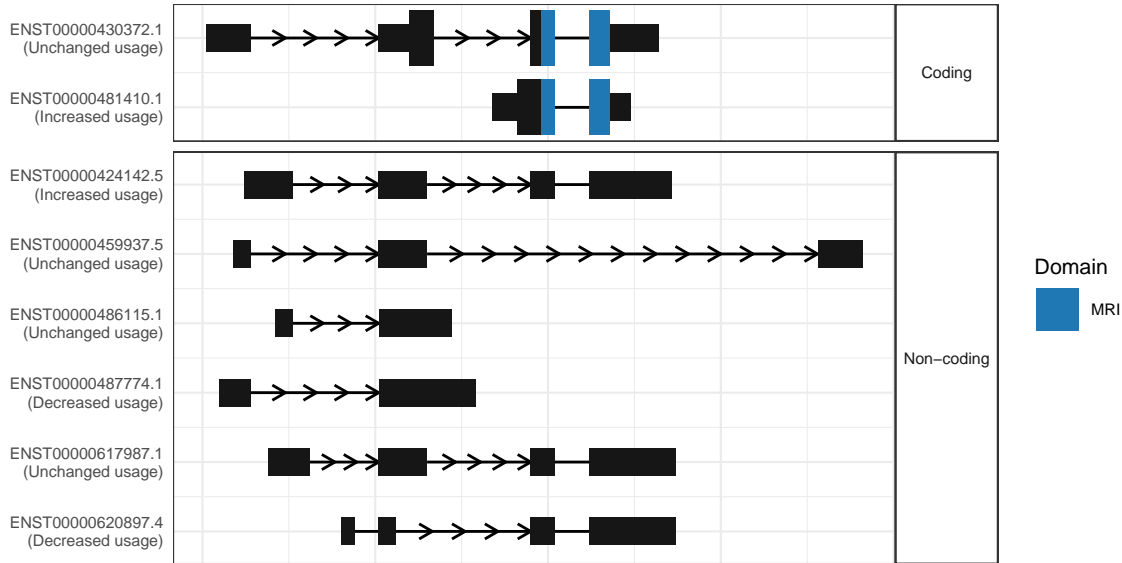 ENST00000430372.1
(Unchanged usage)
ENST00000481410.1
(Increased usage)
Coding
ENST00000424142.5
(Increased usage)
ENST00000459937.5
(Unchanged usage)
ENST00000486115.1
(Unchanged usage)
ENST00000487774.1
(Decreased usage)
ENST00000617987.1
(Unchanged usage)
ENST00000620897.4
(Decreased usage)
Non−coding
Domain
MRI